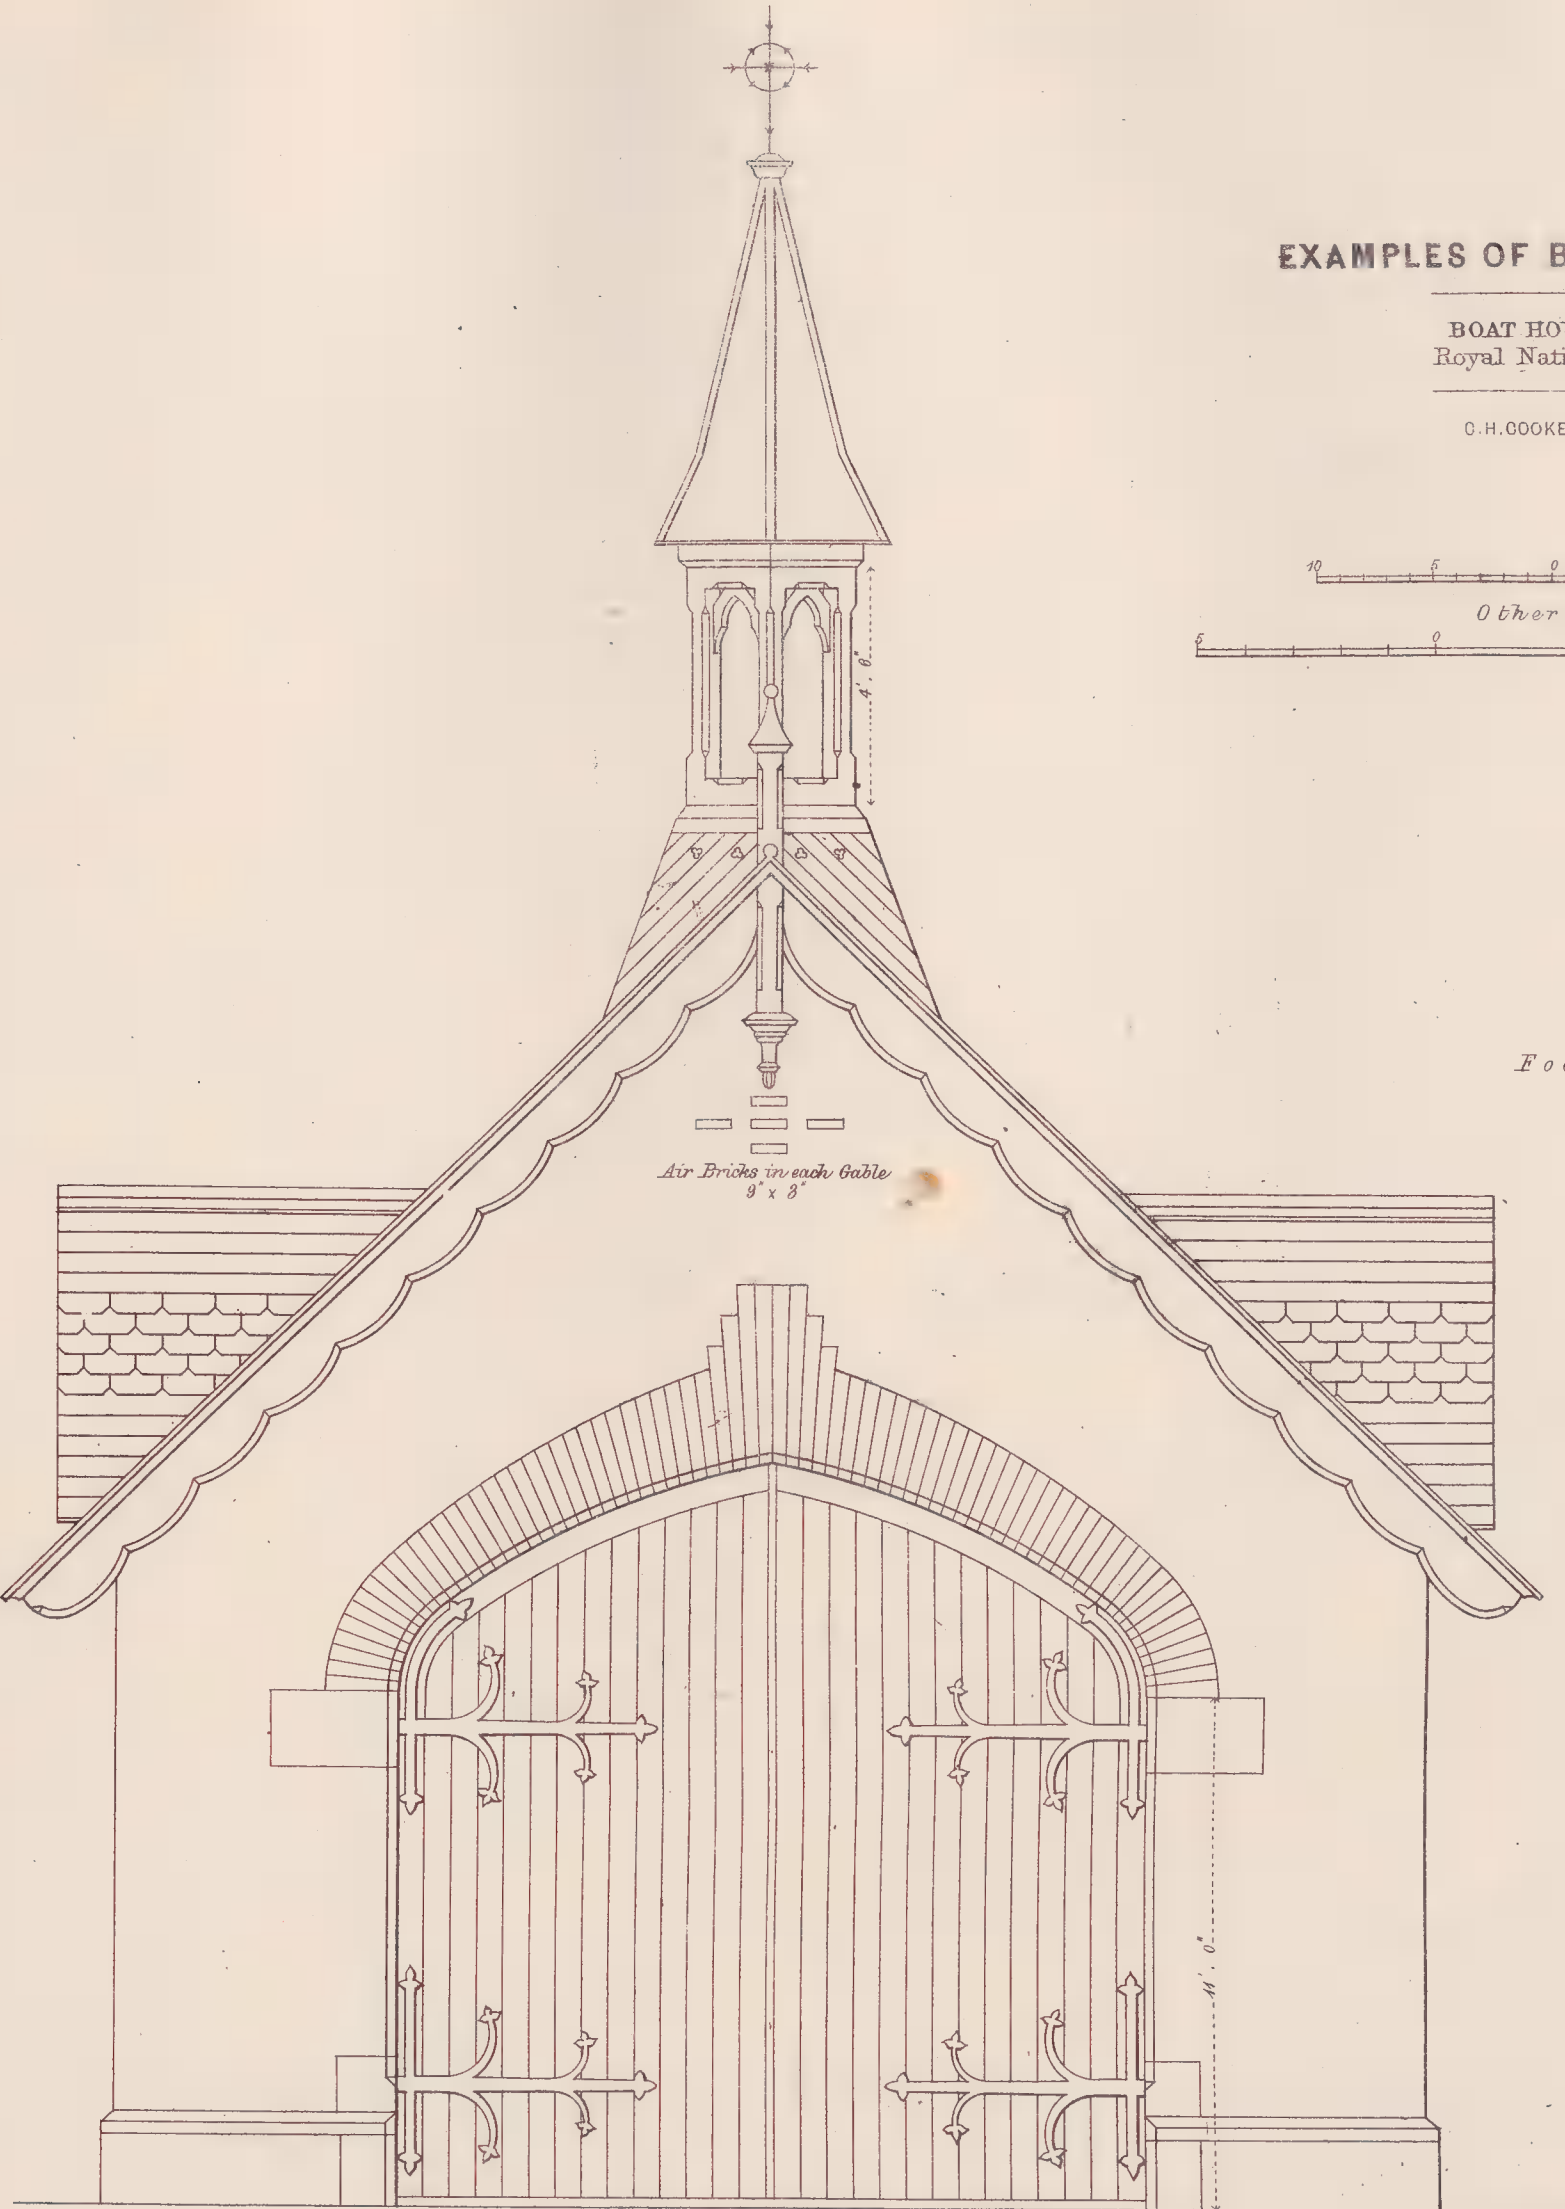 EXAMPLES OF B
BOAT HO
Royal Nati
C.H.COOKE
10 5 0
Other
5 0
4'. 6"
Air Bricks in each Gable
9" x 3"
11'. 0"